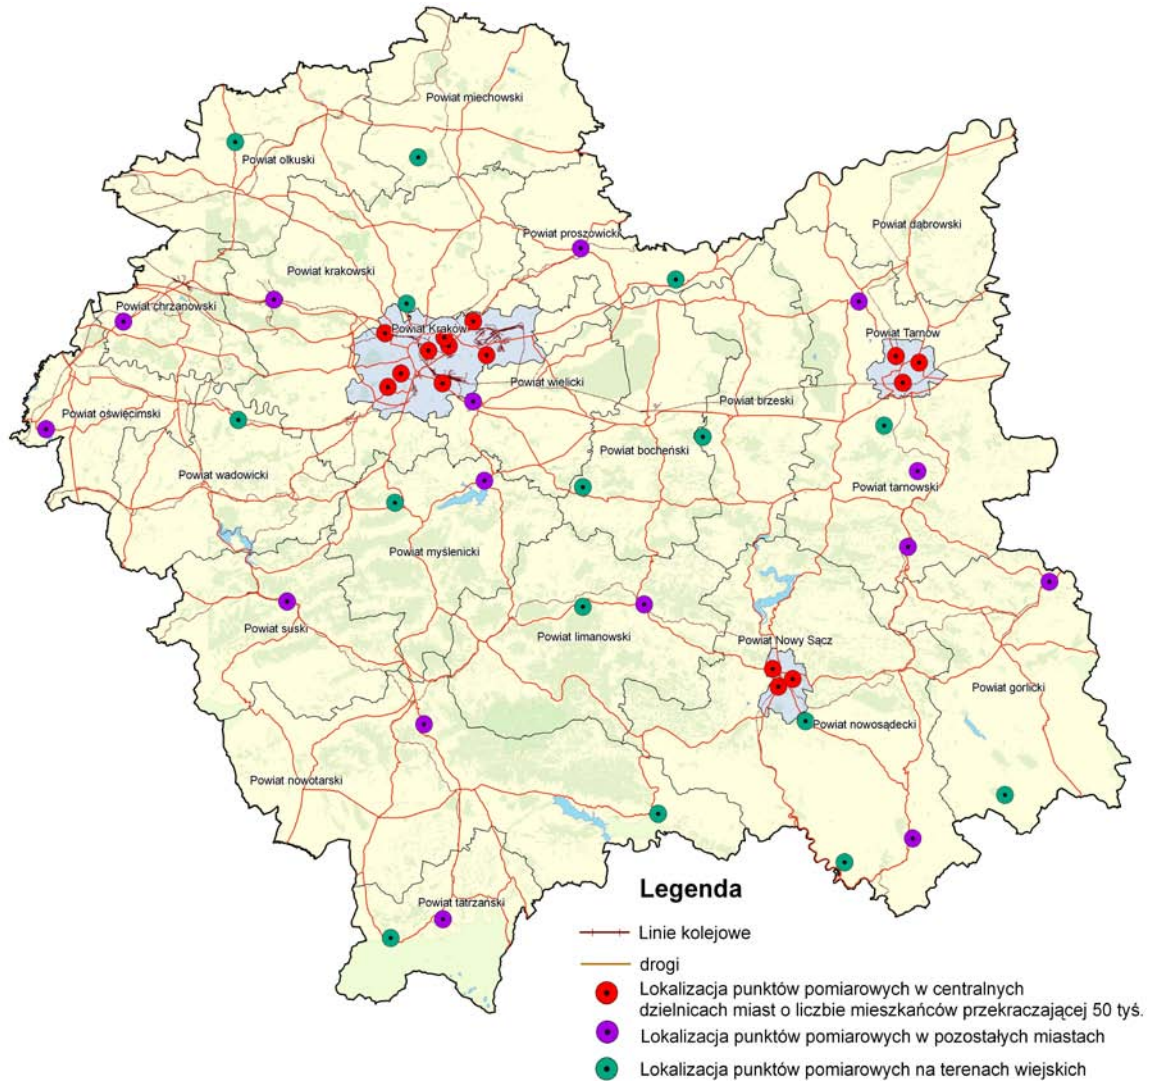 Powiat miechowski
Powiat olkuski
Powiat dąbrowski
Powiat proszowicki
Powiat krakowski
Powiat chrzanowski
Powiat Kraków
Powiat Tarnów
Powiat wielicki
Powiat brzeski
Powiat oświęcimski
Powiat bocheński
Powiat wadowicki
Powiat tarnowski
Powiat myślenicki
Powiat suski
Powiat limanowski
Powiat Nowy Sącz
Powiat gorlicki
Powiat nowosądecki
Powiat nowotarski
Powiat tatrzański
Legenda
Linie kolejowe
drogi
Lokalizacja punktów pomiarowych w centralnych
dzielnicach miast o liczbie mieszkańców przekraczającej 50 tyś.
Lokalizacja punktów pomiarowych w pozostałych miastach
Lokalizacja punktów pomiarowych na terenach wiejskich